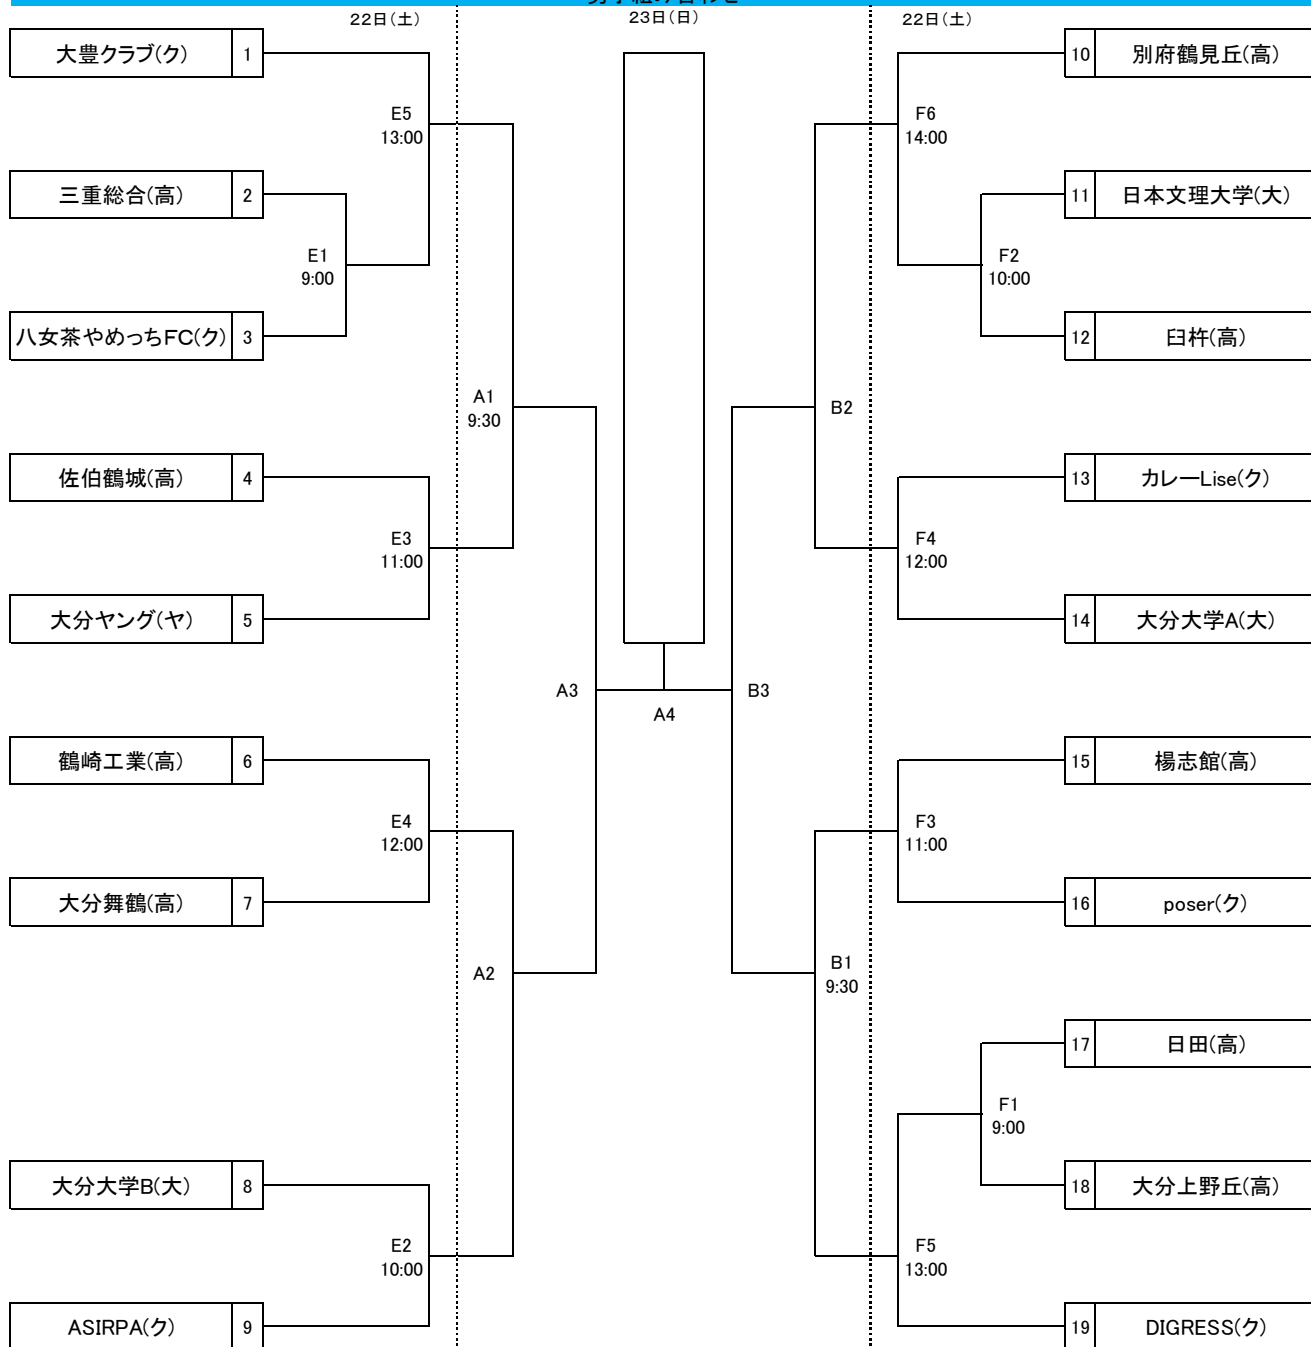 22日(土)
23日(日)
22日(土)
大豊クラブ(ク) 1
E5
13:00
三重総合(高) 2
E1
9:00
八女茶やめっちFC(ク) 3
A1
9:30
佐伯鶴城(高) 4
E3
11:00
大分ヤング(ヤ) 5
A3
鶴崎工業(高) 6
E4
12:00
大分舞鶴(高) 7
A2
大分大学B(大) 8
E2
10:00
ASIRPA(ク) 9
A4
10 別府鶴見丘(高)
F6
14:00
11 日本文理大学(大)
F2
10:00
12 臼杵(高)
B2
13 カレーLise(ク)
F4
12:00
14 大分大学A(大)
B3
15 楊志館(高)
F3
11:00
16 poser(ク)
B1
9:30
17 日田(高)
F1
9:00
18 大分上野丘(高)
F5
13:00
19 DIGRESS(ク)